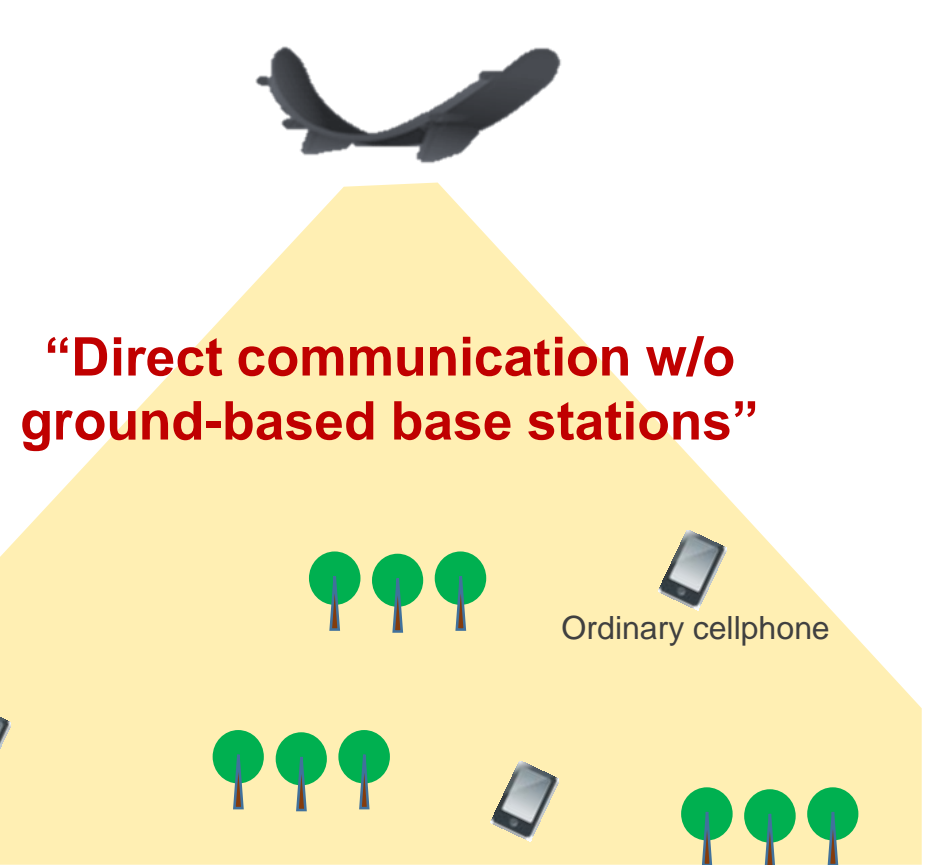 “Direct communication w/o
ground-based base stations”
Ordinary cellphone